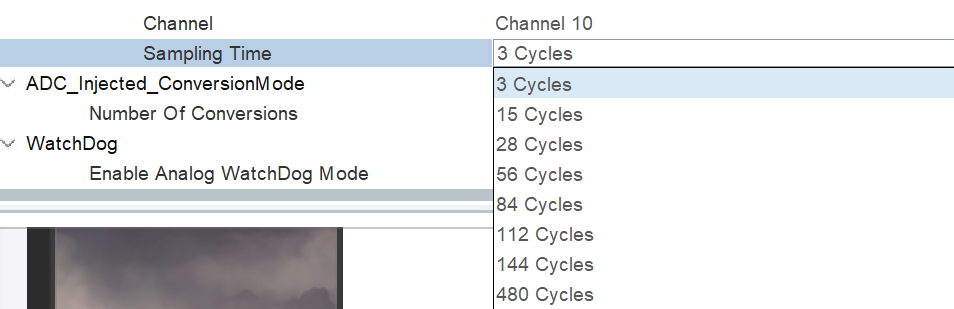 Channel Channel 10
Sampling Time 3 Cycles
ADC_Injected_ConversionMode 3 Cycles
Number Of Conversions 15 Cycles
WatchDog 28 Cycles
Enable Analog WatchDog Mode 56 Cycles
84 Cycles
112 Cycles
144 Cycles
480 Cycles